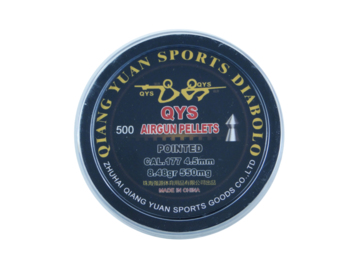 QIANG YUAN SPORTS DIABOLO
QYS QYS
QYS
500 AIRGUN PELLETS
POINTED
CAL.177 4.5mm
8.48gr 550mg
MADE IN CHINA
ZHUHAI QIANG YUAN SPORTS GOODS CO.,LTD